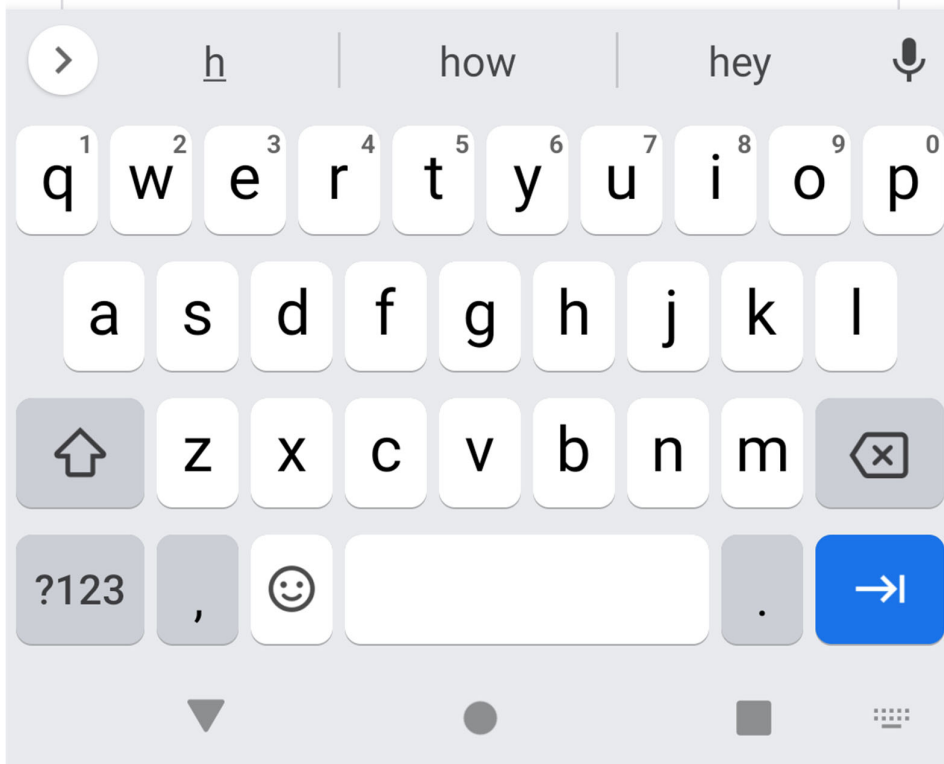 h how hey
1 2 3 4 5 6 7 8 9 0
q w e r t y u i o p
a s d f g h j k l
z x c v b n m
?123 , .